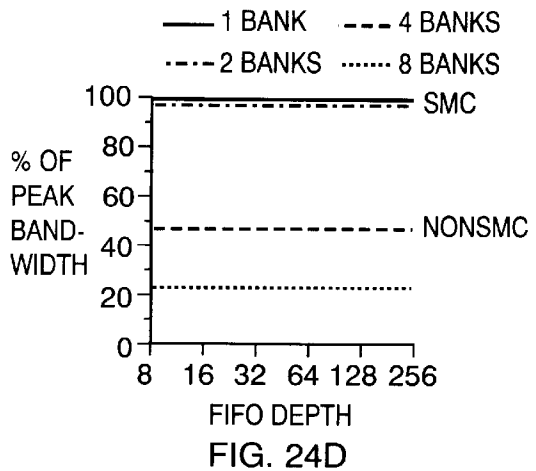 1 BANK 4 BANKS
2 BANKS 8 BANKS
100
80
60
40
20
0
% OF
PEAK
BAND-
WIDTH
SMC
NONSMC
8 16 32 64 128 256
FIFO DEPTH
FIG. 24D